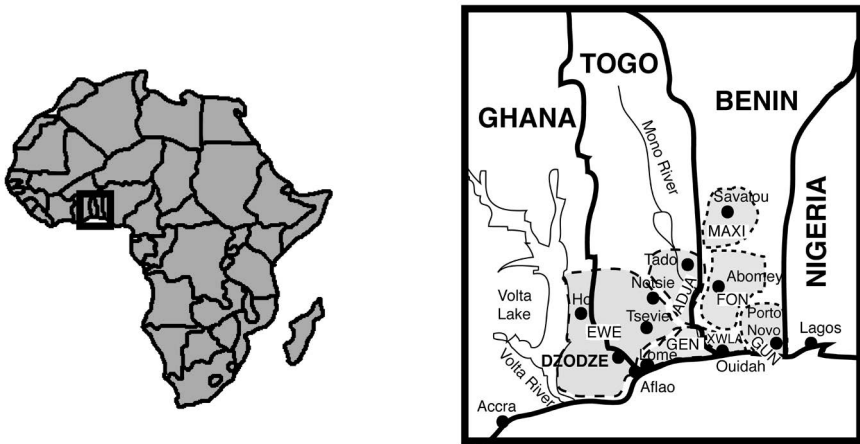 TOGO
BENIN
GHANA
Mono River
NIGERIA
Savalou
MAXI
Tado
Notsie
ADJA
Abomey
FON
Volta
Lake
Ho
Tsevie
Porto
Novo
EWE
GEN
XWLA
GUN
Lagos
DZODZE
Lome
Ouidah
Volta River
Aflao
Accra